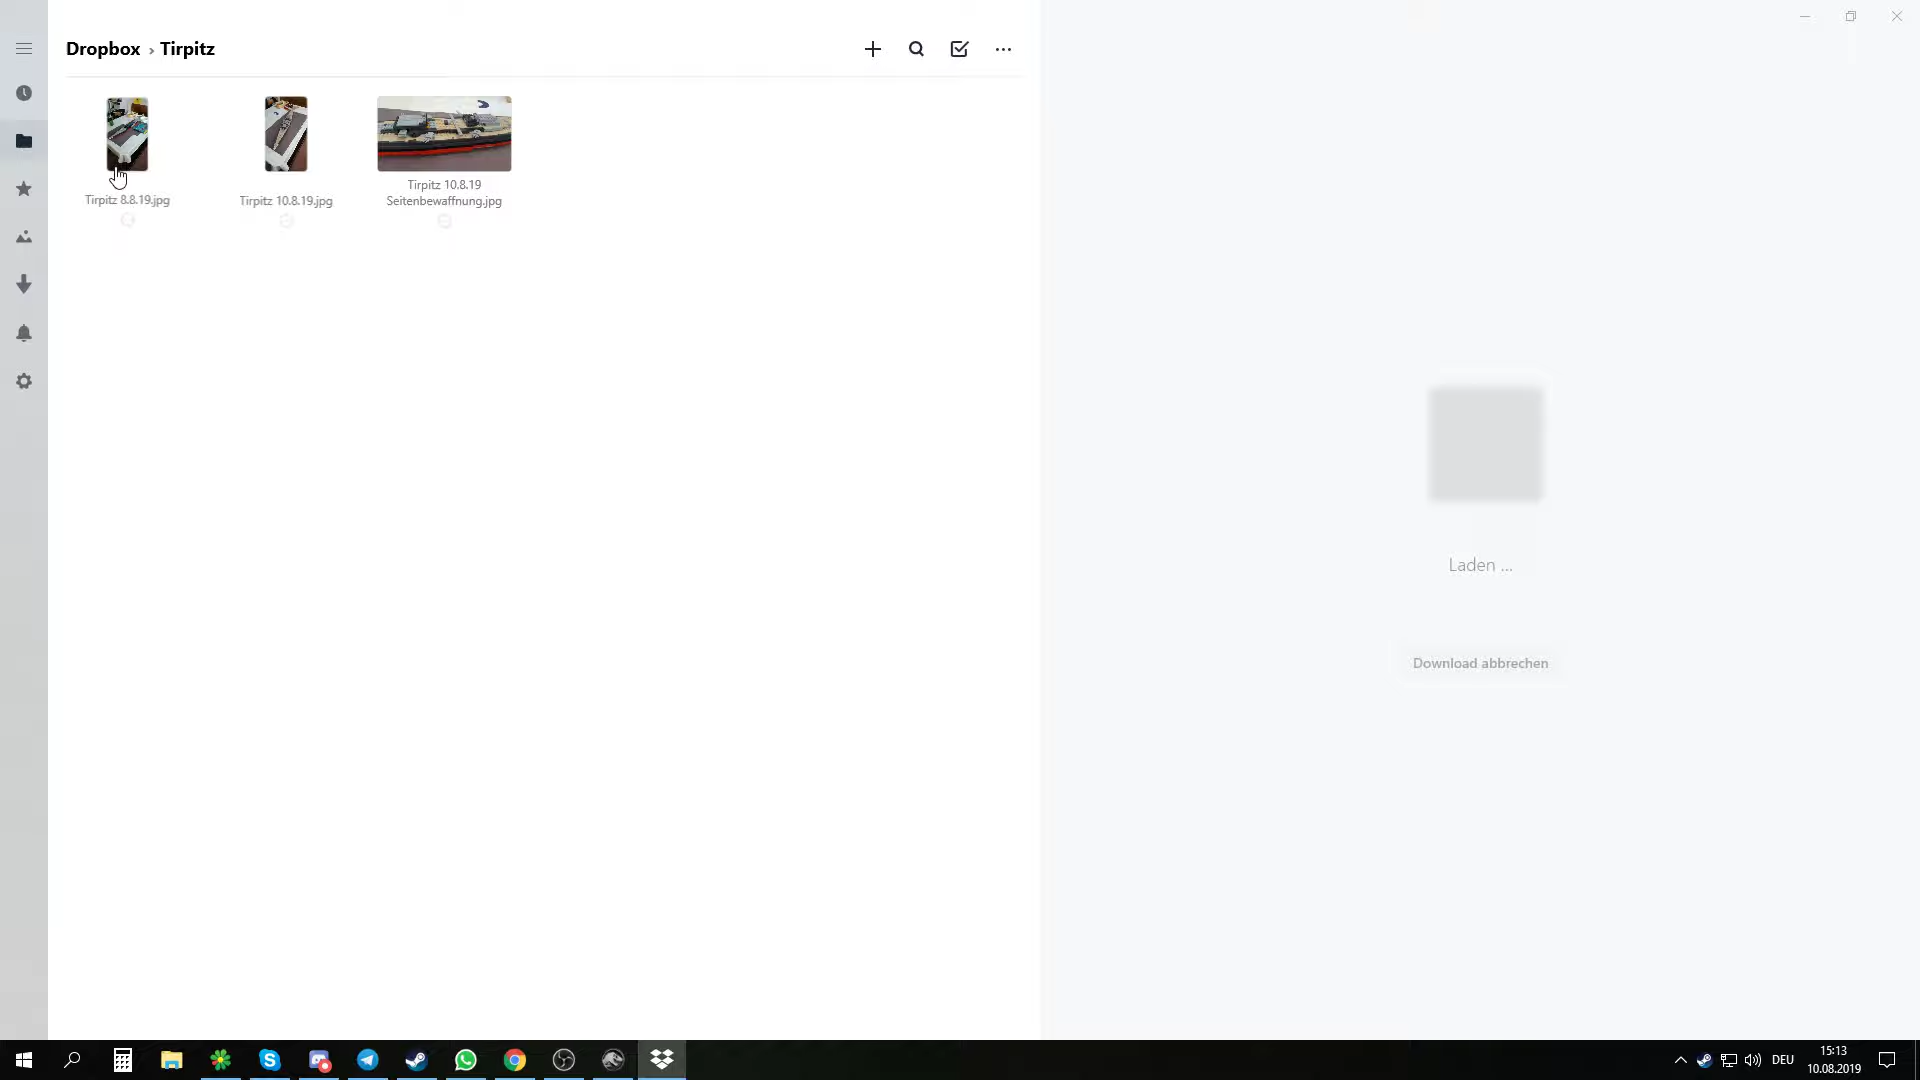 Dropbox › Tirpitz
Tirpitz 8.8.19.jpg
Tirpitz 10.8.19.jpg
Tirpitz 10.8.19
Seitenbewaffnung.jpg
Laden ...
Download abbrechen
DEU
15:13
10.08.2019